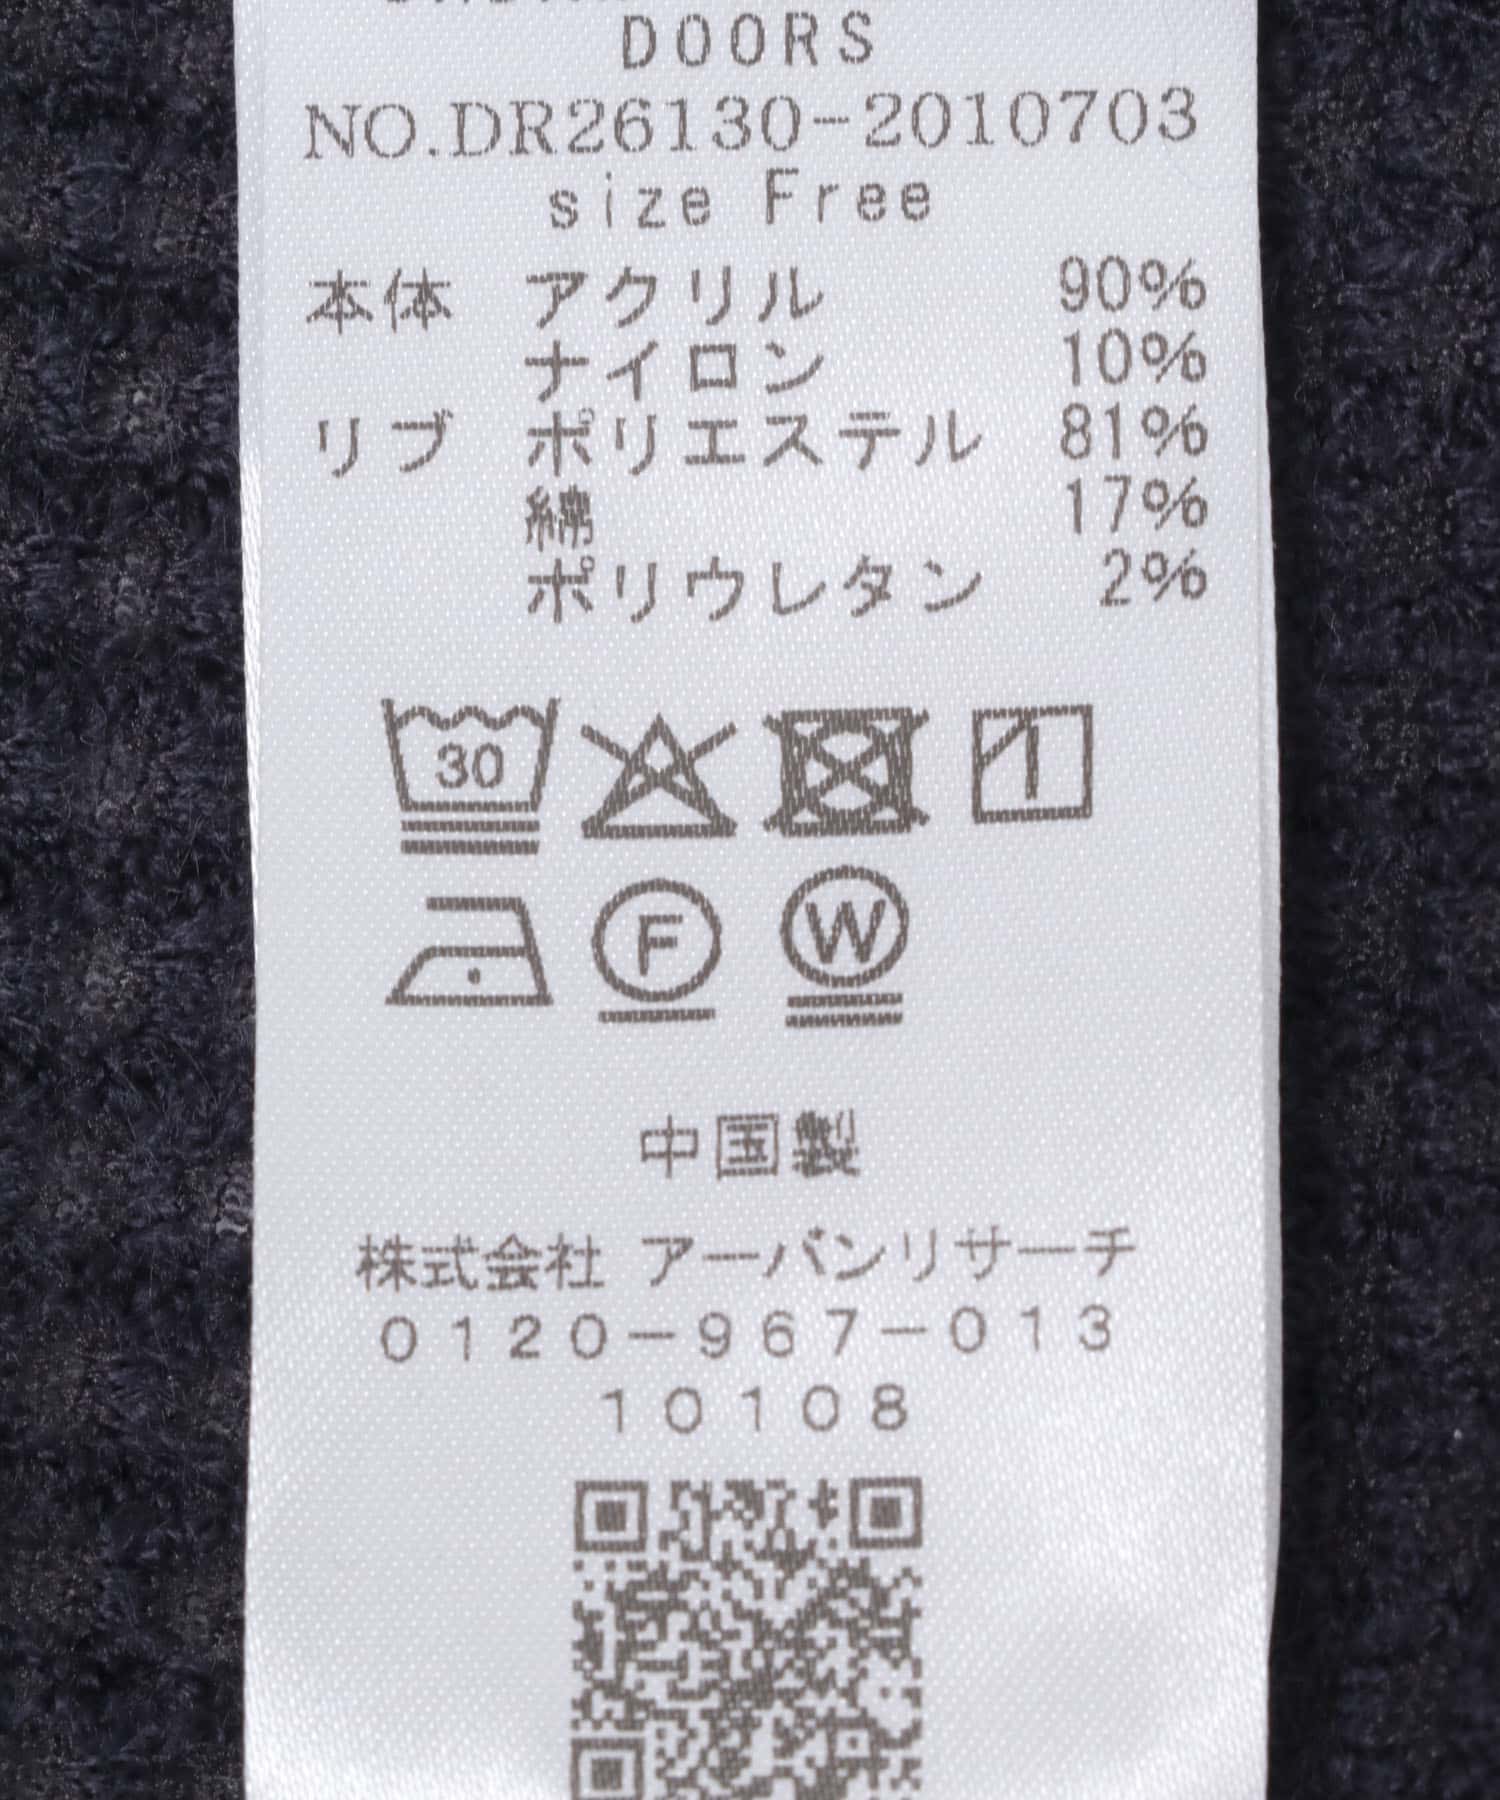 DOORS
NO.DR26130-2010703
size Free
本体 アクリル 90%
ナイロン 10%
リブ ポリエステル 81%
綿 17%
ポリウレタン 2%
30
F W
中国製
株式会社 アーバンリサーチ
0120-967-013
10108